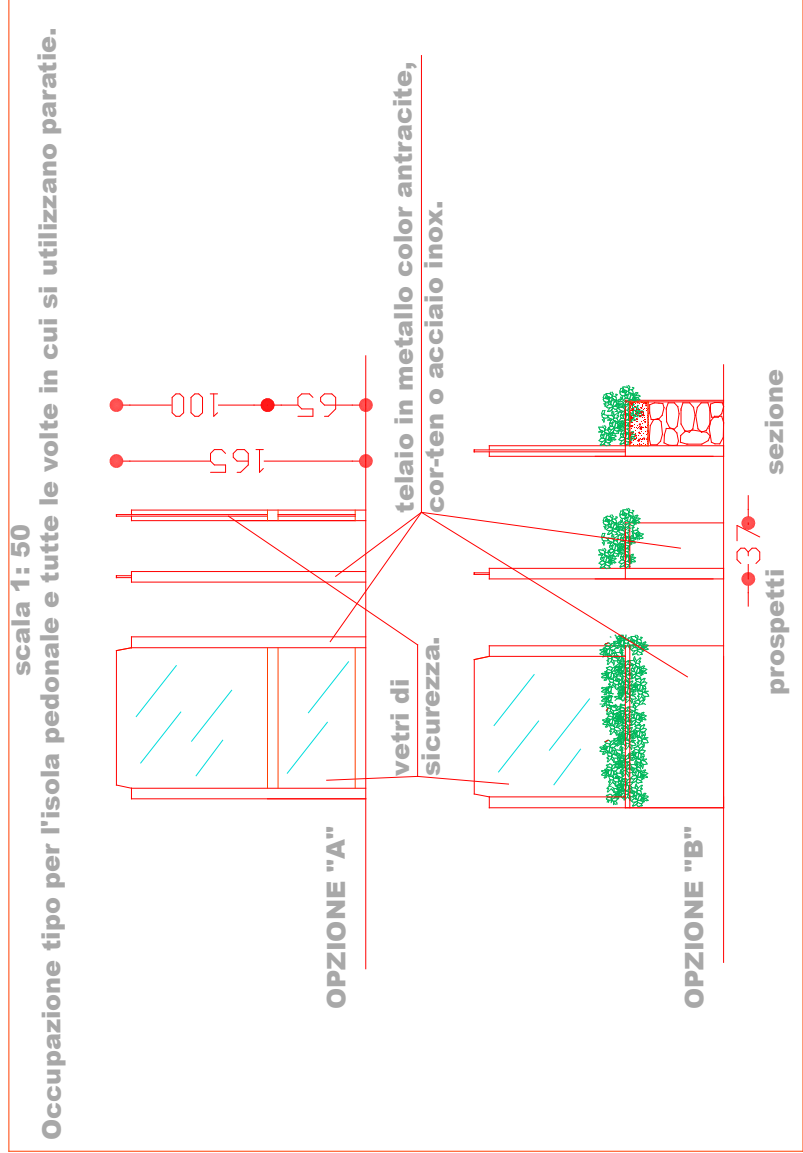 scala 1: 50
Occupazione tipo per l'isola pedonale e tutte le volte in cui si utilizzano paratie.
100
65
165
telaio in metallo color antracite,
cor-ten o acciaio inox.
vetri di
sicurezza.
OPZIONE "A"
37
OPZIONE "B"
prospetti
sezione